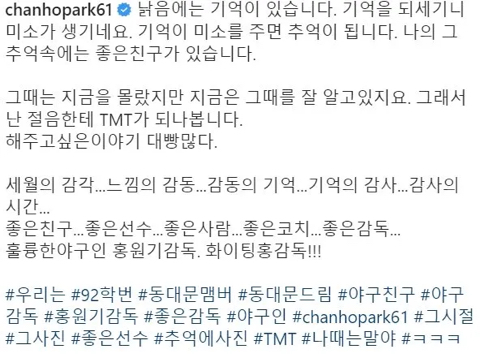 chanhopark61 낡음에는 기억이 있습니다. 기억을 되세기니
미소가 생기네요. 기억이 미소를 주면 추억이 됩니다. 나의 그
추억속에는 좋은친구가 있습니다.
그때는 지금을 몰랐지만 지금은 그때를 잘 알고있지요. 그래서
난 절음한테 TMT가 되나봅니다.
해주고싶은이야기 대빵많다.
세월의 감각...느낌의 감동...감동의 기억...기억의 감사...감사의
시간...
좋은친구...좋은선수...좋은사람...좋은코치...좋은감독...
훌륭한야구인 홍원기감독. 화이팅홍감독!!!
#우리는 #92학번 #동대문맴버 #동대문드림 #야구친구 #야구
감독 #홍원기감독 #좋은감독 #야구인 #chanhopark61 #그시절
#그사진 #좋은선수 #추억에사진 #TMT #나때는말야 #ㅋㅋㅋ